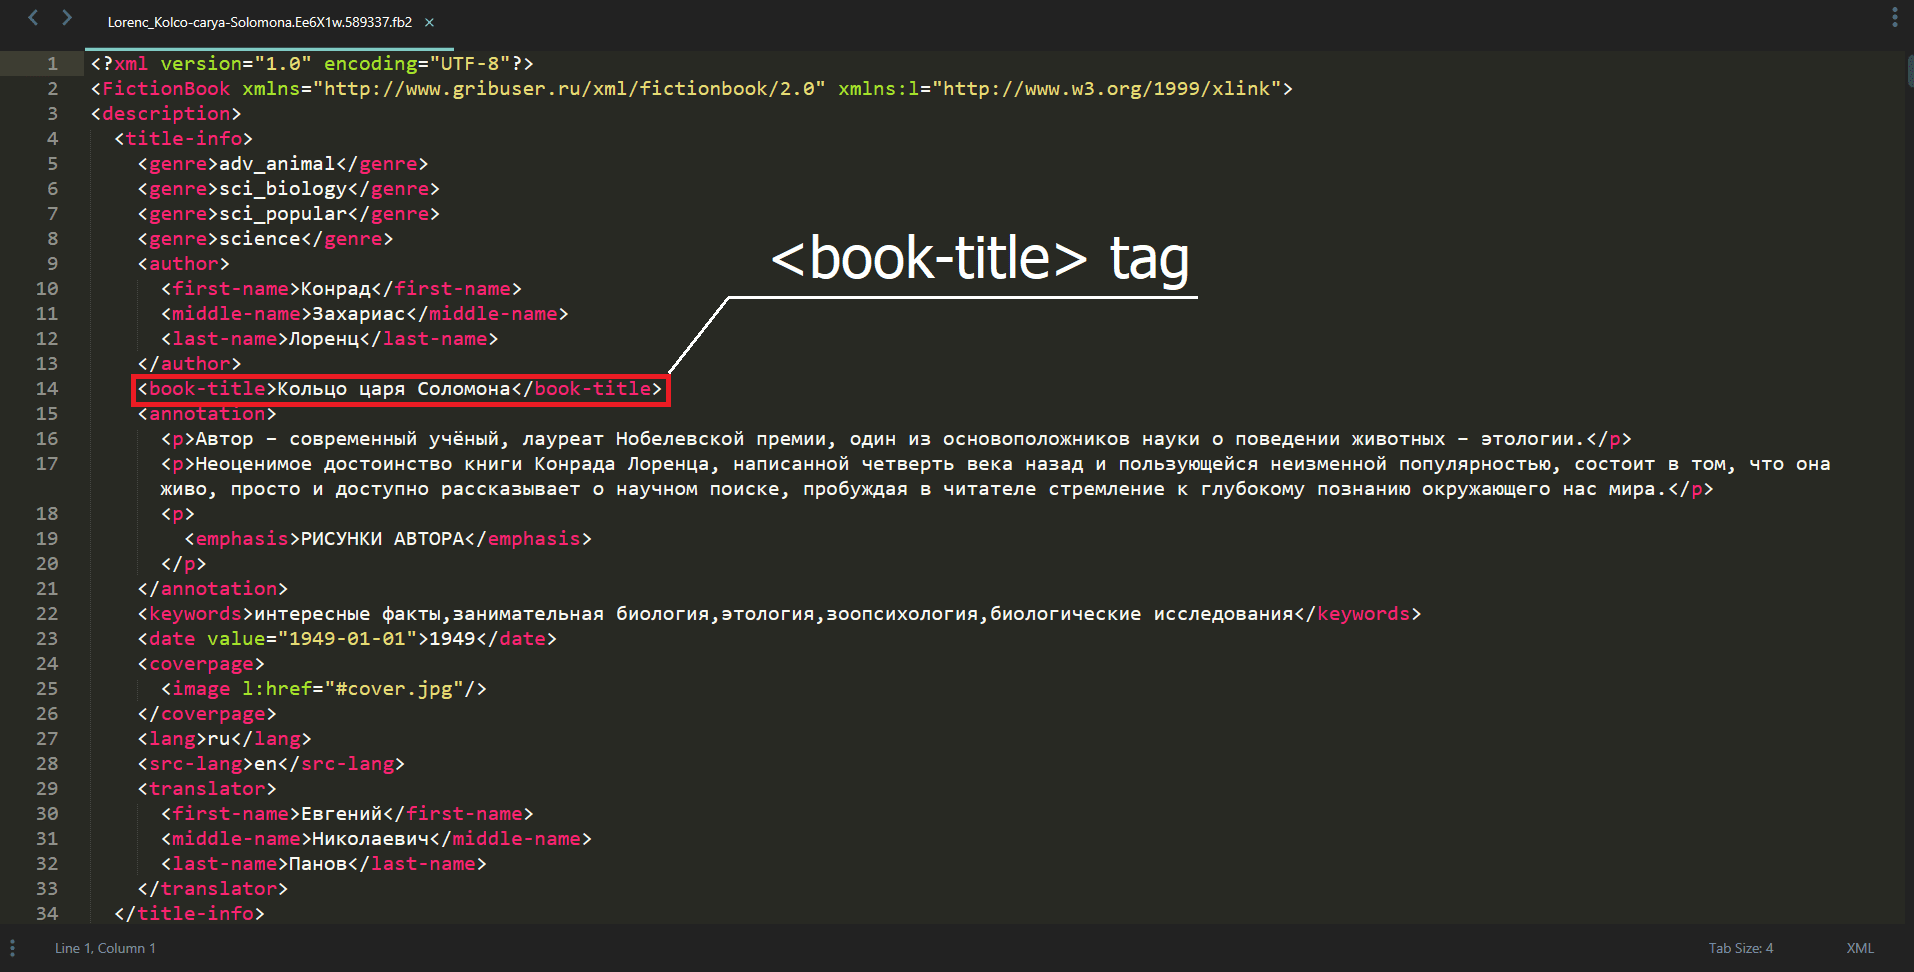 Lorenc_Kolco-carya-Solomona.Ee6X1w.589337.fb2 ×
1 <?xml version="1.0" encoding="UTF-8"?>
2 <FictionBook xmlns="http://www.gribuser.ru/xml/fictionbook/2.0" xmlns:l="http://www.w3.org/1999/xlink">
3 <description>
4 <title-info>
5 <genre>adv_animal</genre>
6 <genre>sci_biology</genre>
7 <genre>sci_popular</genre>
8 <genre>science</genre>
<book-title> tag
9 <author>
10 <first-name>Конрад</first-name>
11 <middle-name>Захариас</middle-name>
12 <last-name>Лоренц</last-name>
13 </author>
14 <book-title>Кольцо царя Соломона</book-title>
15 <annotation>
16 <p>Автор – современный учёный, лауреат Нобелевской премии, один из основоположников науки о поведении животных – этологии.</p>
17 <p>Неоценимое достоинство книги Конрада Лоренца, написанной четверть века назад и пользующейся неизменной популярностью, состоит в том, что она
живо, просто и доступно рассказывает о научном поиске, пробуждая в читателе стремление к глубокому познанию окружающего нас мира.</p>
18 <p>
19 <emphasis>РИСУНКИ АВТОРА</emphasis>
20 </p>
21 </annotation>
22 <keywords>интересные факты,занимательная биология,этология,зоопсихология,биологические исследования</keywords>
23 <date value="1949-01-01">1949</date>
24 <coverpage>
25 <image l:href="#cover.jpg"/>
26 </coverpage>
27 <lang>ru</lang>
28 <src-lang>en</src-lang>
29 <translator>
30 <first-name>Евгений</first-name>
31 <middle-name>Николаевич</middle-name>
32 <last-name>Панов</last-name>
33 </translator>
34 </title-info>
Line 1, Column 1 Tab Size: 4 XML